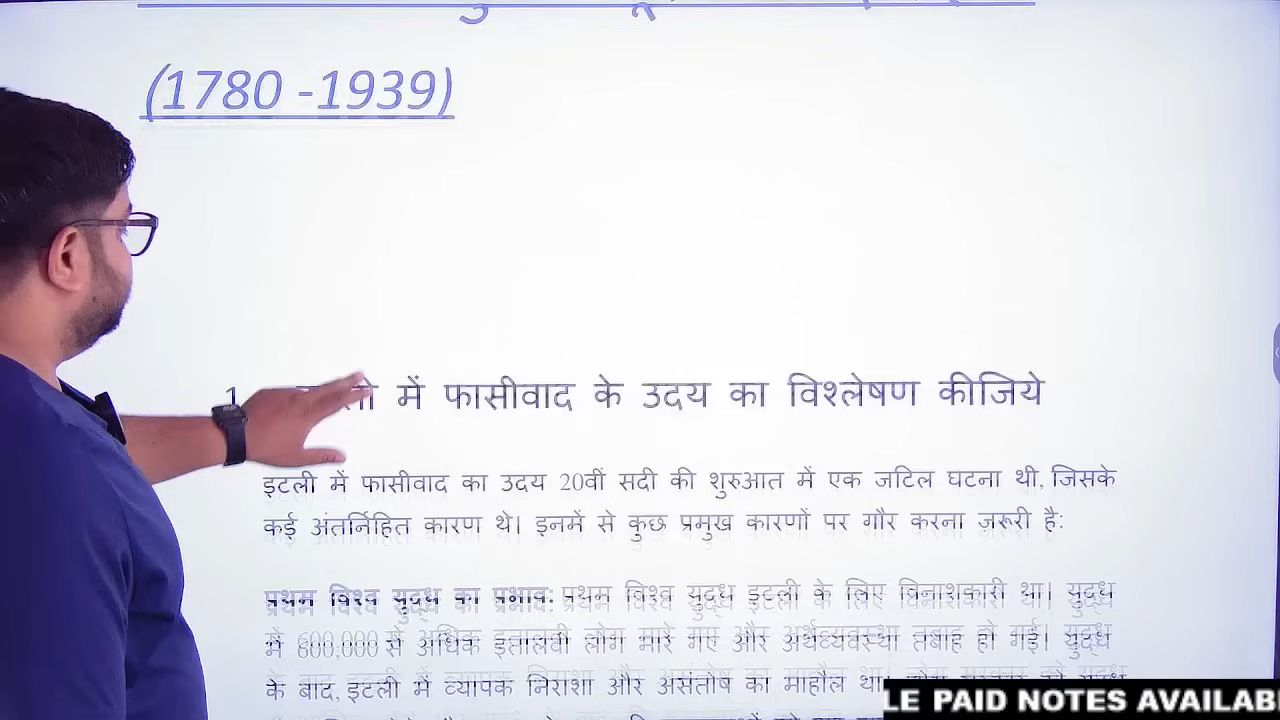 (1780 -1939)
1 में फासीवाद के उदय का विश्लेषण कीजिये
इटली में फासीवाद का उदय 20वीं सदी की शुरुआत में एक जटिल घटना थी, जिसके
कई अंतर्निहित कारण थे। इनमें से कुछ प्रमुख कारणों पर गौर करना ज़रूरी है:
प्रथम विश्व युद्ध का प्रभाव: प्रथम विश्व युद्ध इटली के लिए विनाशकारी था। युद्ध
में 600,000 से अधिक इतालवी लोग मारे गए और अर्थव्यवस्था तबाह हो गई। युद्ध
के बाद, इटली में व्यापक निराशा और असंतोष का माहौल था
LE PAID NOTES AVAILAB